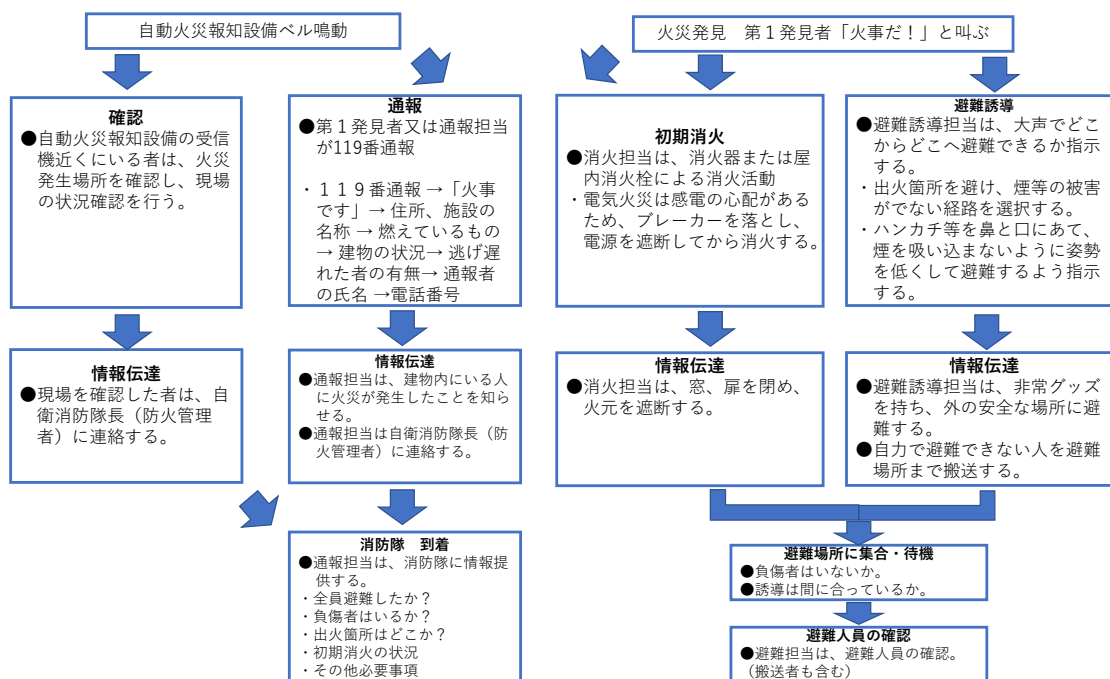 自動火災報知設備ベル鳴動
火災発見　第１発見者「火事だ！」と叫ぶ
確認
●自動火災報知設備の受信
機近くにいる者は、火災
発生場所を確認し、現場
の状況確認を行う。
通報
●第１発見者又は通報担当
が119番通報
・１１９番通報 →「火事
です」→ 住所、施設の
名称 → 燃えているもの
→ 建物の状況→ 逃げ遅
れた者の有無→ 通報者
の氏名 →電話番号
初期消火
●消火担当は、消火器または屋
内消火栓による消火活動
・電気火災は感電の心配がある
ため、ブレーカーを落とし、
電源を遮断してから消火する。
避難誘導
●避難誘導担当は、大声でどこ
からどこへ避難できるか指示
する。
・出火箇所を避け、煙等の被害
がでない経路を選択する。
・ハンカチ等を鼻と口にあて、
煙を吸い込まないように姿勢
を低くして避難するよう指示
する。
情報伝達
●現場を確認した者は、自
衛消防隊長（防火管理
者）に連絡する。
情報伝達
●通報担当は、建物内にいる人
に火災が発生したことを知ら
せる。
●通報担当は自衛消防隊長（防
火管理者）に連絡する。
情報伝達
●消火担当は、窓、扉を閉め、
火元を遮断する。
情報伝達
●避難誘導担当は、非常グッズ
を持ち、外の安全な場所に避
難する。
●自力で避難できない人を避難
場所まで搬送する。
消防隊　到着
●通報担当は、消防隊に情報提
供する。
・全員避難したか？
・負傷者はいるか？
・出火箇所はどこか？
・初期消火の状況
・その他必要事項
避難場所に集合・待機
●負傷者はいないか。
●誘導は間に合っているか。
避難人員の確認
●避難担当は、避難人員の確認。
（搬送者も含む）